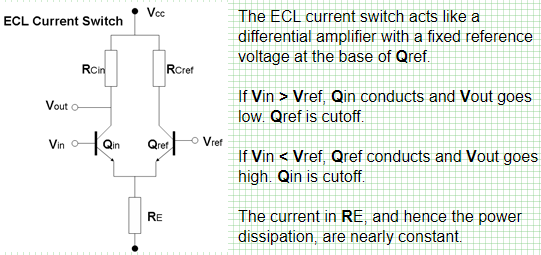 ECL Current Switch
Vcc
RCin
RCref
Vout
Vin
Qin
Qref
Vref
RE
The ECL current switch acts like a
differential amplifier with a fixed reference
voltage at the base of Qref.
If Vin > Vref, Qin conducts and Vout goes
low. Qref is cutoff.
If Vin < Vref, Qref conducts and Vout goes
high. Qin is cutoff.
The current in RE, and hence the power
dissipation, are nearly constant.